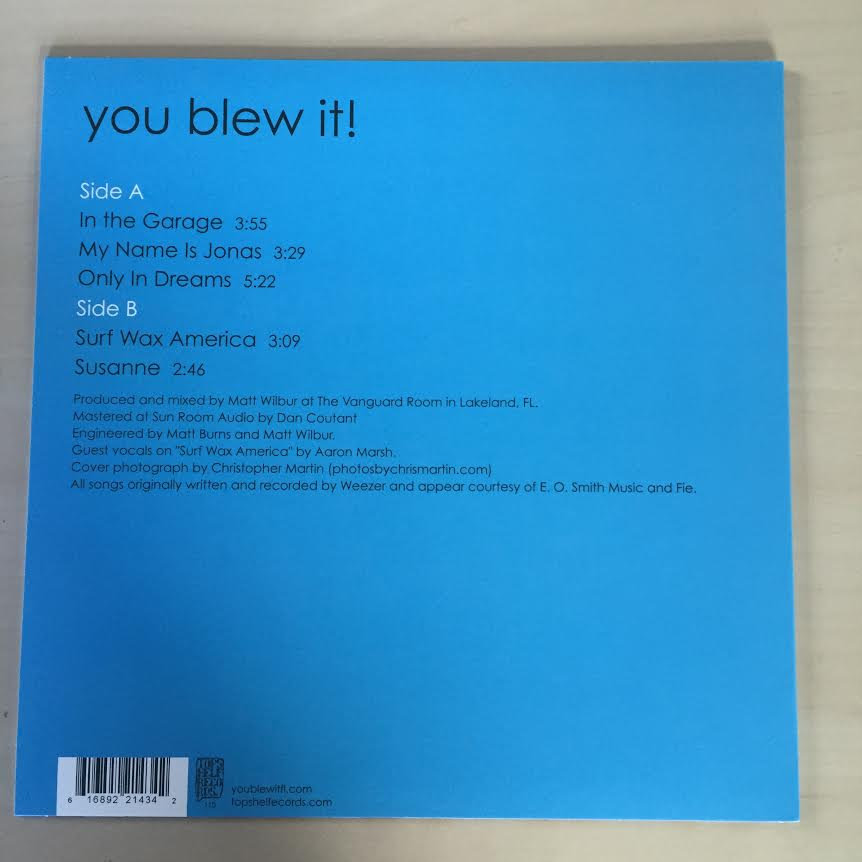 you blew it!
Side A
In the Garage 3:55
My Name Is Jonas 3:29
Only In Dreams 5:22
Side B
Surf Wax America 3:09
Susanne 2:46
Produced and mixed by Matt Wilbur at The Vanguard Room in Lakeland, FL.
Mastered at Sun Room Audio by Dan Coutant
Engineered by Matt Burns and Matt Wilbur.
Guest vocals on "Surf Wax America" by Aaron Marsh.
Cover photograph by Christopher Martin (photosbychrismartin.com)
All songs originally written and recorded by Weezer and appear courtesy of E. O. Smith Music and Fie.
6 16892 21434 2
TOPS
HELF
RECO
RDS
115
youblewitfl.com
topshelfrecords.com